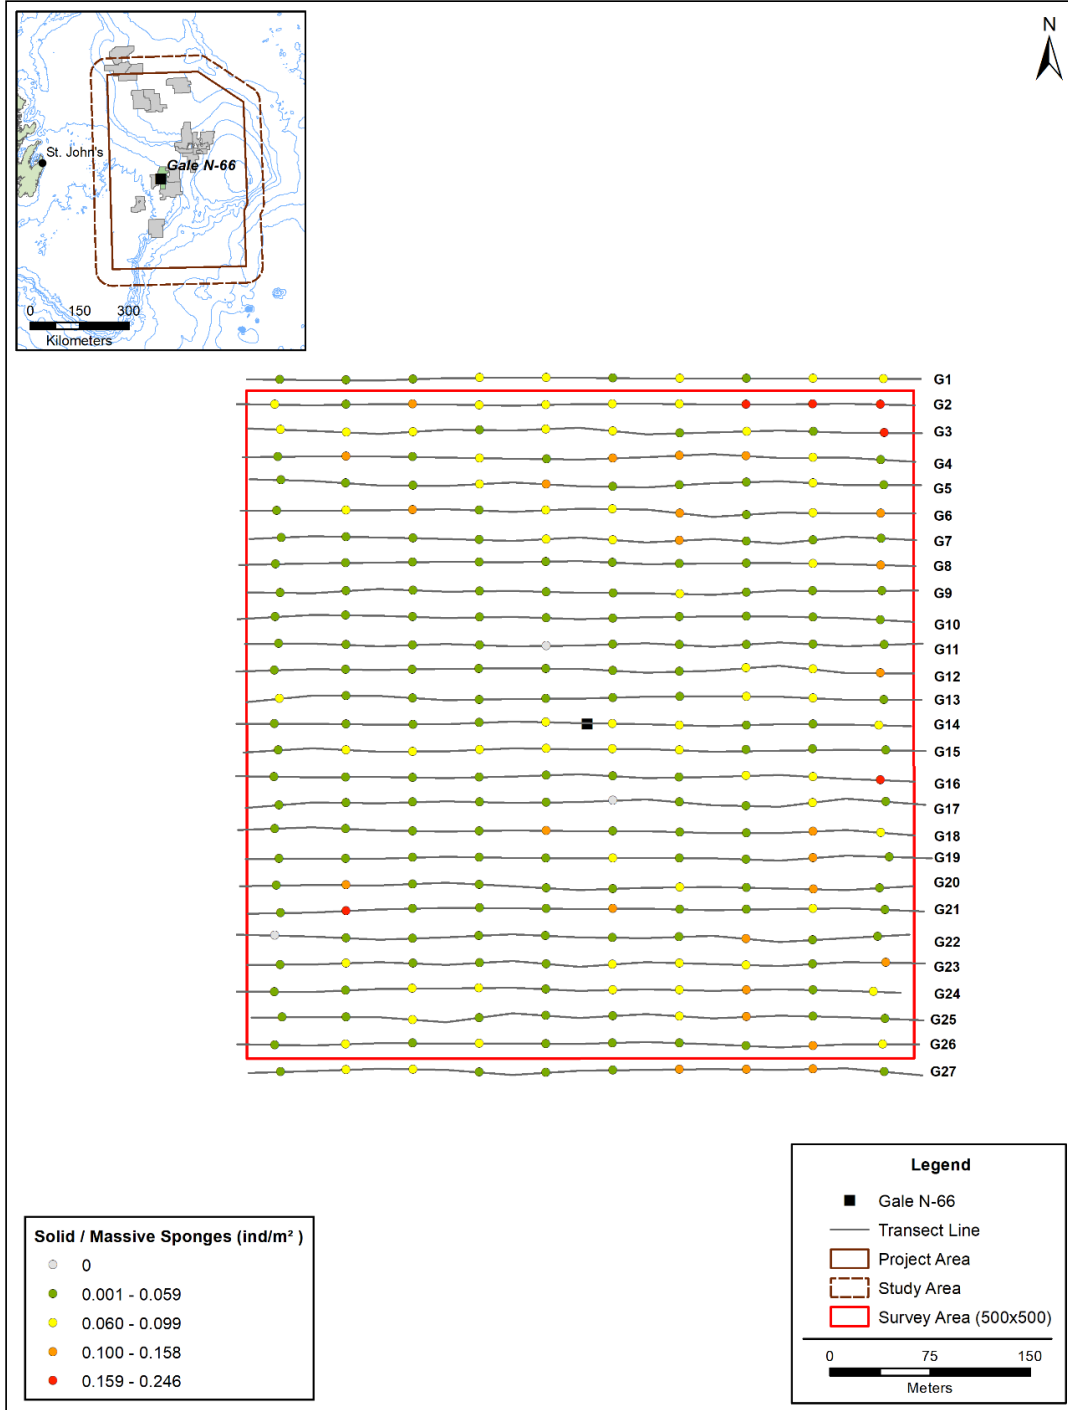 N
St. John's
Gale N-66
0 150 300
Kilometers
G1
G2
G3
G4
G5
G6
G7
G8
G9
G10
G11
G12
G13
G14
G15
G16
G17
G18
G19
G20
G21
G22
G23
G24
G25
G26
G27
Solid / Massive Sponges (ind/m² )
0
0.001 - 0.059
0.060 - 0.099
0.100 - 0.158
0.159 - 0.246
Legend
Gale N-66
Transect Line
Project Area
Study Area
Survey Area (500x500)
0 75 150
Meters